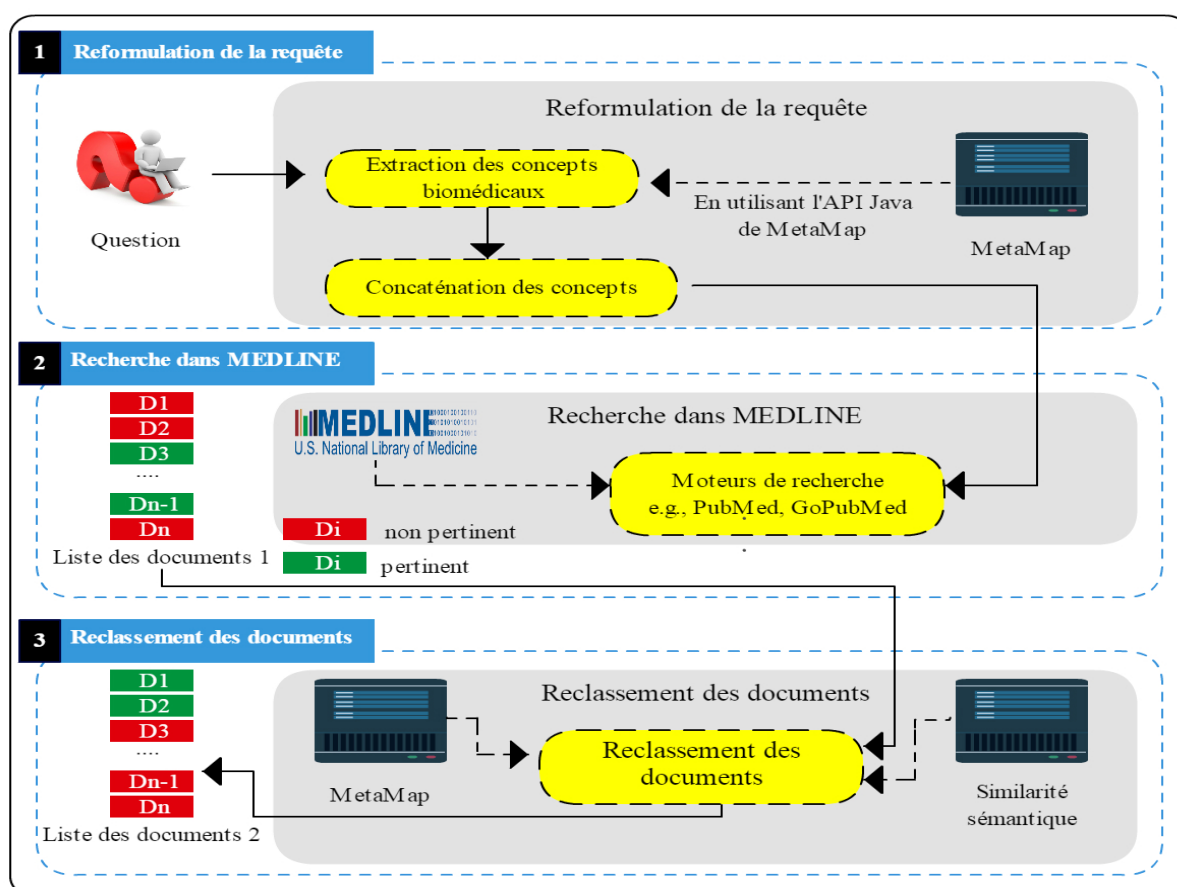 1 Reformulation de la requête
Reformulation de la requête
Question
Extraction des concepts
biomédicaux
En utilisant l'API Java
de MetaMap
MetaMap
Concaténation des concepts
2 Recherche dans MEDLINE
D1
D2
D3
....
Dn-1
Dn
Liste des documents 1
MEDLINE
U.S. National Library of Medicine
Recherche dans MEDLINE
Moteurs de recherche
e.g., PubMed, GoPubMed
Di non pertinent
Di pertinent
3 Reclassement des documents
D1
D2
D3
....
Dn-1
Dn
Liste des documents 2
MetaMap
Reclassement des documents
Reclassement des
documents
Similarité
sémantique